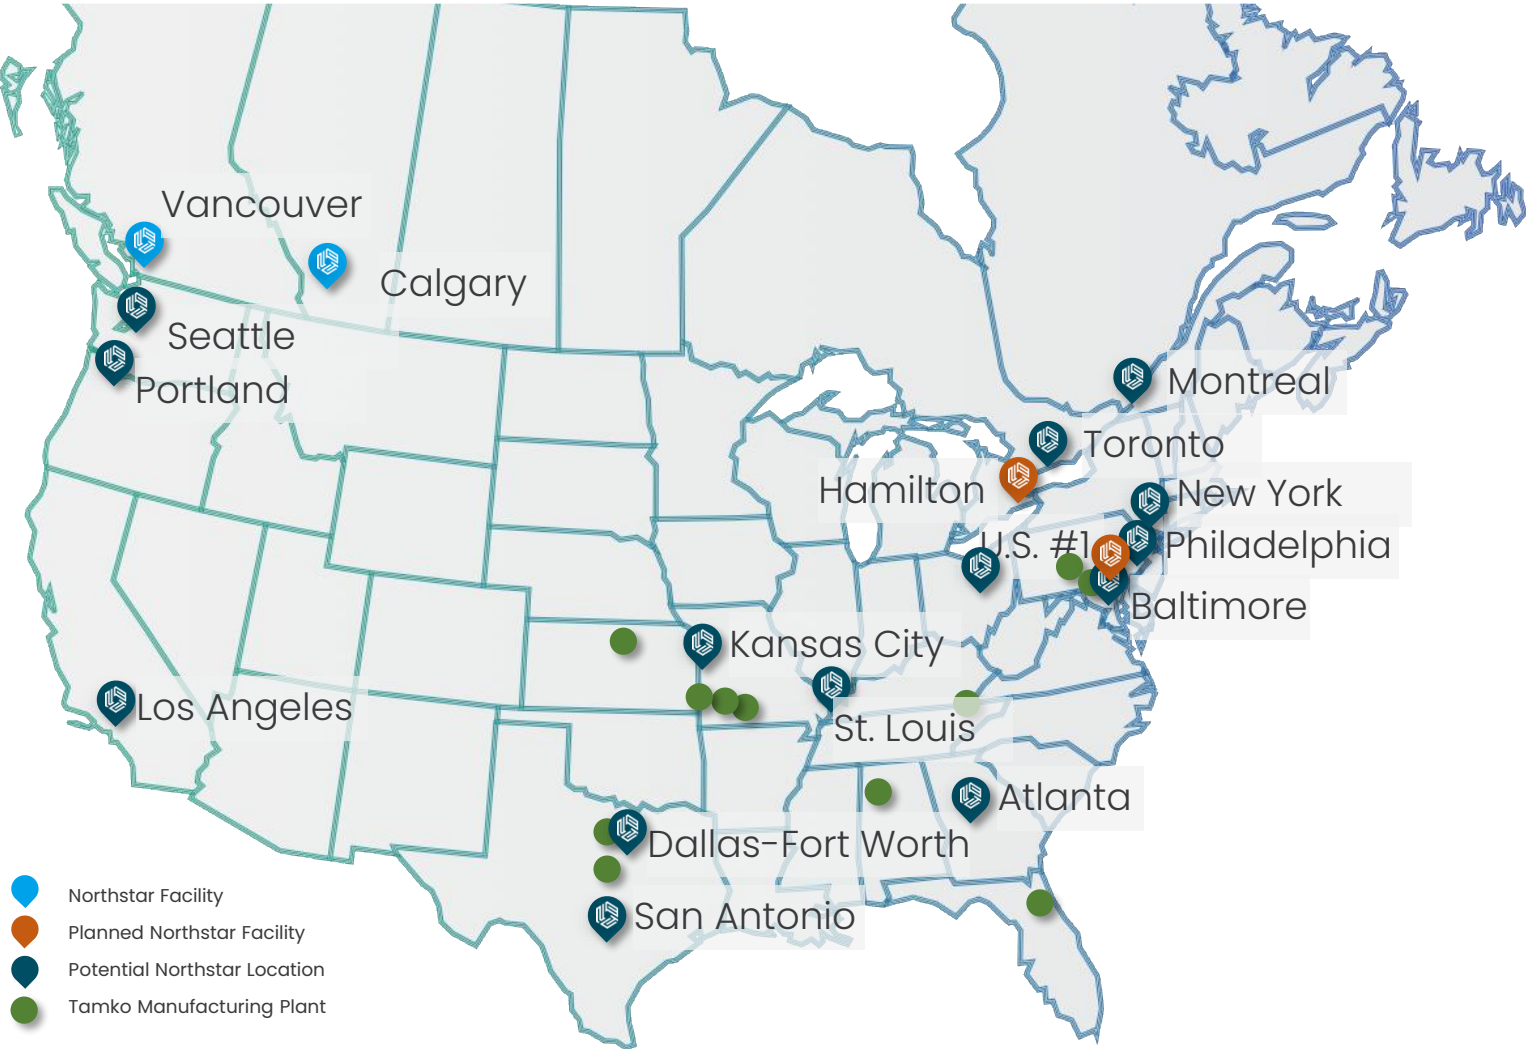 Vancouver
Calgary
Seattle
Portland
Montreal
Toronto
Hamilton
New York
U.S. #1
Philadelphia
Baltimore
Kansas City
Los Angeles
St. Louis
Atlanta
Dallas-Fort Worth
San Antonio
Northstar Facility
Planned Northstar Facility
Potential Northstar Location
Tamko Manufacturing Plant